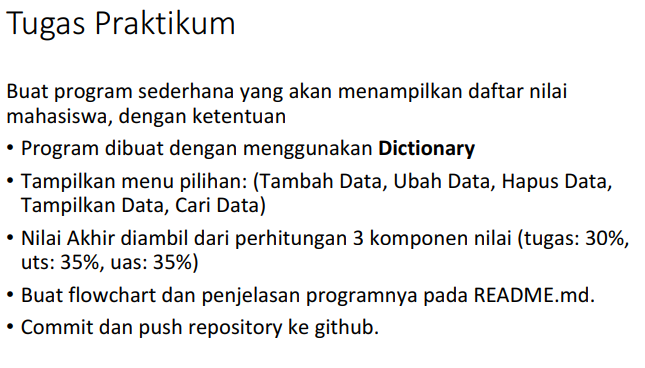 Tugas Praktikum
Buat program sederhana yang akan menampilkan daftar nilai
mahasiswa, dengan ketentuan
• Program dibuat dengan menggunakan Dictionary
• Tampilkan menu pilihan: (Tambah Data, Ubah Data, Hapus Data,
Tampilkan Data, Cari Data)
• Nilai Akhir diambil dari perhitungan 3 komponen nilai (tugas: 30%,
uts: 35%, uas: 35%)
• Buat flowchart dan penjelasan programnya pada README.md.
• Commit dan push repository ke github.